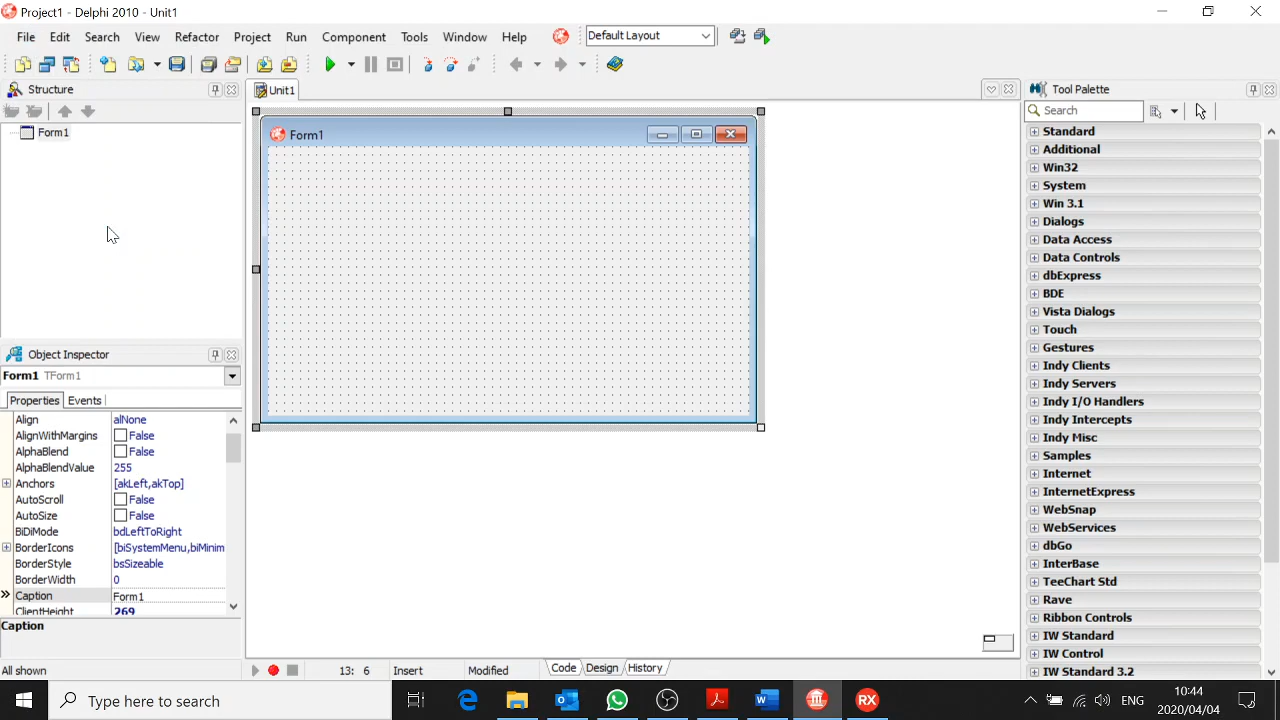 Project1 - Delphi 2010 - Unit1
File Edit Search View Refactor Project Run Component Tools Window Help Default Layout
Structure
Form1
Unit1
Form1
Object Inspector
Form1 TForm1
Properties Events
Align alNone
AlignWithMargins False
AlphaBlend False
AlphaBlendValue 255
Anchors [akLeft,akTop]
AutoScroll False
AutoSize False
BiDiMode bdLeftToRight
BorderIcons [biSystemMenu,biMinim
BorderStyle bsSizeable
BorderWidth 0
Caption Form1
ClientHeight 269
Caption
All shown
13: 6 Insert Modified Code Design History
Tool Palette
Search
Standard
Additional
Win32
System
Win 3.1
Dialogs
Data Access
Data Controls
dbExpress
BDE
Vista Dialogs
Touch
Gestures
Indy Clients
Indy Servers
Indy I/O Handlers
Indy Intercepts
Indy Misc
Samples
Internet
InternetExpress
WebSnap
WebServices
dbGo
InterBase
TeeChart Std
Rave
Ribbon Controls
IW Standard
IW Control
IW Standard 3.2
Type here to search
RX
ENG
2020/04/04